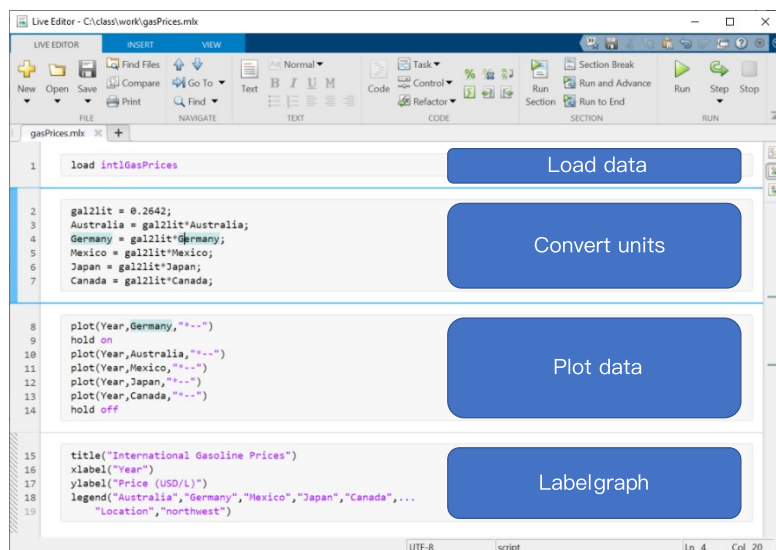 Live Editor - C:\class\work\gasPrices.mlx
LIVE EDITOR INSERT VIEW
New Open Save Find Files Compare Print
FILE
Go To Find
NAVIGATE
Text Aa Normal B I U M
TEXT
Code Task Control Refactor
CODE
Run Section Section Break Run and Advance Run to End
SECTION
Run Step Stop
RUN
gasPrices.mlx
1 load intlGasPrices
Load data
2 gal2lit = 0.2642;
3 Australia = gal2lit*Australia;
4 Germany = gal2lit*Germany;
5 Mexico = gal2lit*Mexico;
6 Japan = gal2lit*Japan;
7 Canada = gal2lit*Canada;
Convert units
8 plot(Year,Germany,"*--")
9 hold on
10 plot(Year,Australia,"*--")
11 plot(Year,Mexico,"*--")
12 plot(Year,Japan,"*--")
13 plot(Year,Canada,"*--")
14 hold off
Plot data
15 title("International Gasoline Prices")
16 xlabel("Year")
17 ylabel("Price (USD/L)")
18 legend("Australia","Germany","Mexico","Japan","Canada",...
19 "Location","northwest")
Labelgraph
UTF-8 script Ln 4 Col 20